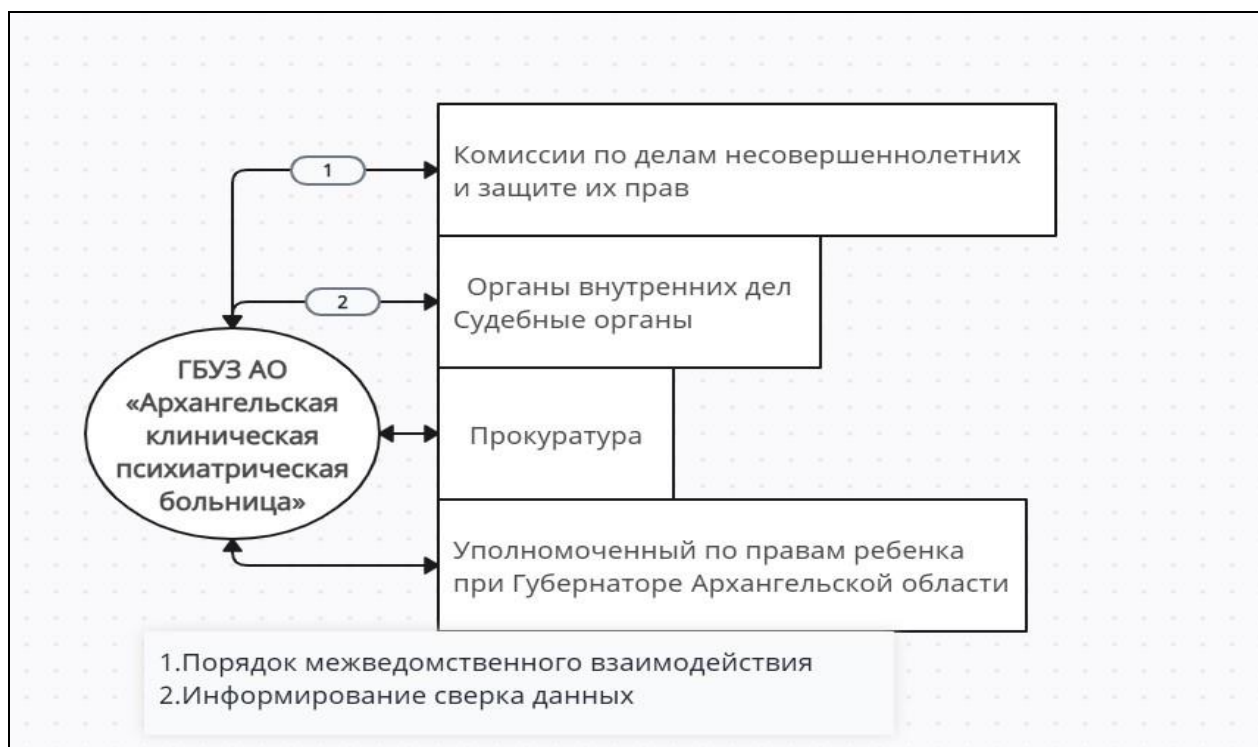 1
Комиссии по делам несовершеннолетних
и защите их прав
2
Органы внутренних дел
Судебные органы
ГБУЗ АО
«Архангельская
клиническая
психиатрическая
больница»
Прокуратура
Уполномоченный по правам ребенка
при Губернаторе Архангельской области
1.Порядок межведомственного взаимодействия
2.Информирование сверка данных